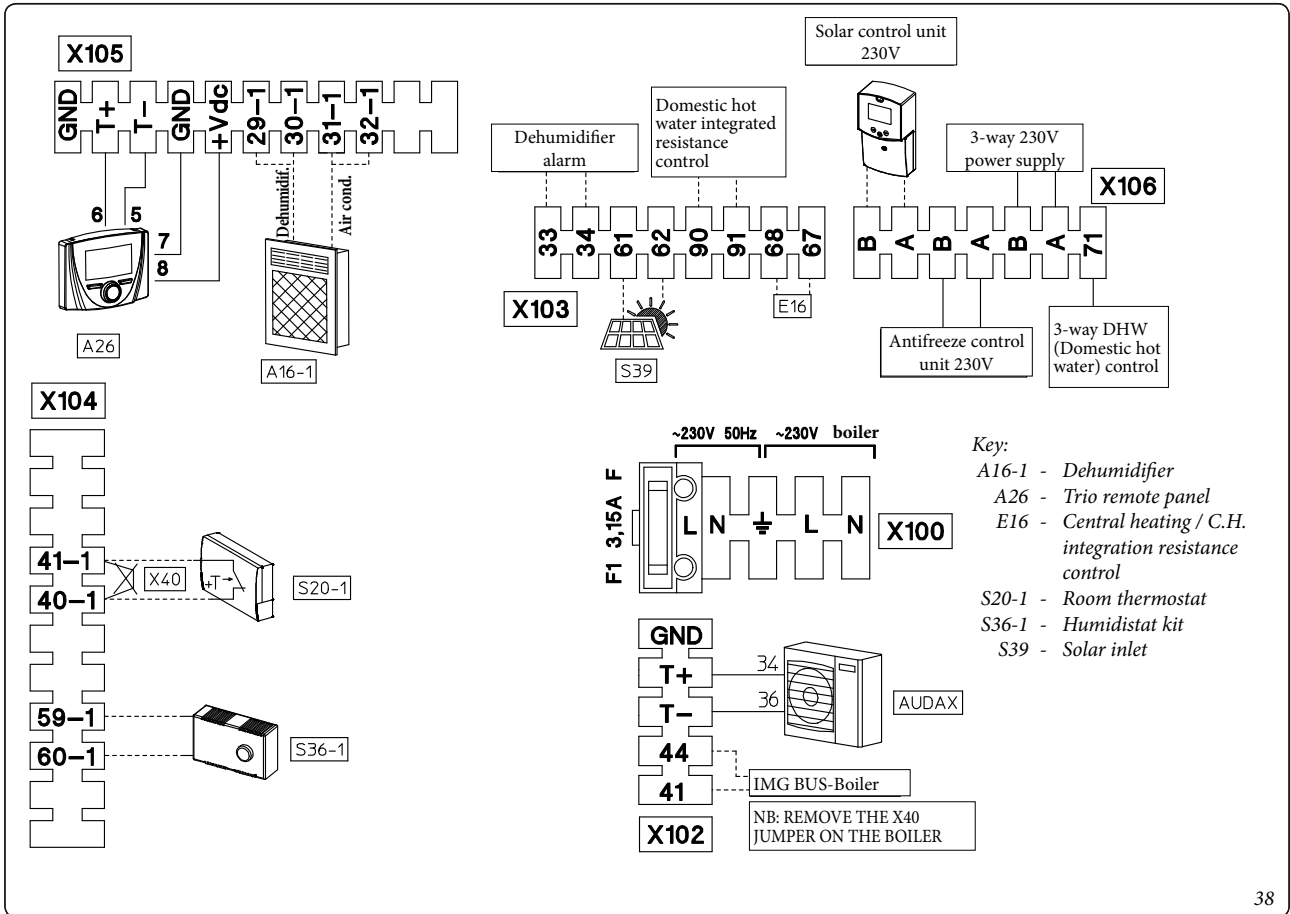 X105
GND T+ T- GND +Vdc 29-1 30-1 31-1 32-1
6 5
7
8
Dehumidif.
Air cond.
A26
A16-1
Solar control unit
230V
Dehumidifier
alarm
Domestic hot
water integrated
resistance
control
3-way 230V
power supply
X106
33 34 61 62 90 91 68 67
B A B A B A 71
X103
E16
S39
Antifreeze control
unit 230V
3-way DHW
(Domestic hot
water) control
X104
41-1
40-1
X40
+T
S20-1
59-1
60-1
S36-1
~230V 50Hz ~230V boiler
F1 3,15A F
L N L N
X100
GND
T+
T-
44
41
34
36
AUDAX
IMG BUS-Boiler
NB: REMOVE THE X40
JUMPER ON THE BOILER
X102
Key:
A16-1 - Dehumidifier
A26 - Trio remote panel
E16 - Central heating / C.H.
integration resistance
control
S20-1 - Room thermostat
S36-1 - Humidistat kit
S39 - Solar inlet
38